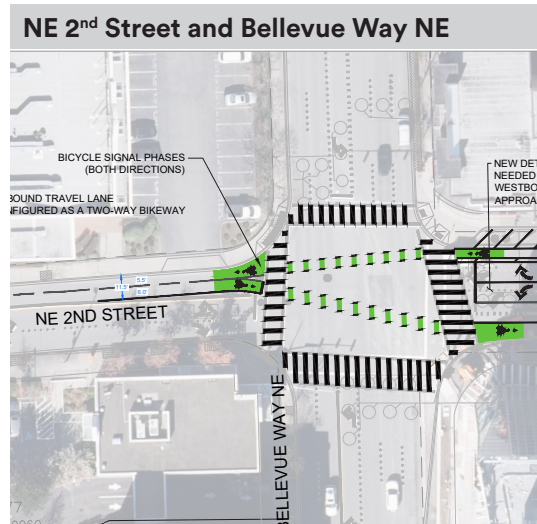 NE 2nd Street and Bellevue Way NE
BICYCLE SIGNAL PHASES
(BOTH DIRECTIONS)
BOUND TRAVEL LANE
NFIGURED AS A TWO-WAY BIKEWAY
NEW DET
NEEDED
WESTBO
APPROA
11.5'
5.5'
6.0'
NE 2ND STREET
BELLEVUE WAY NE